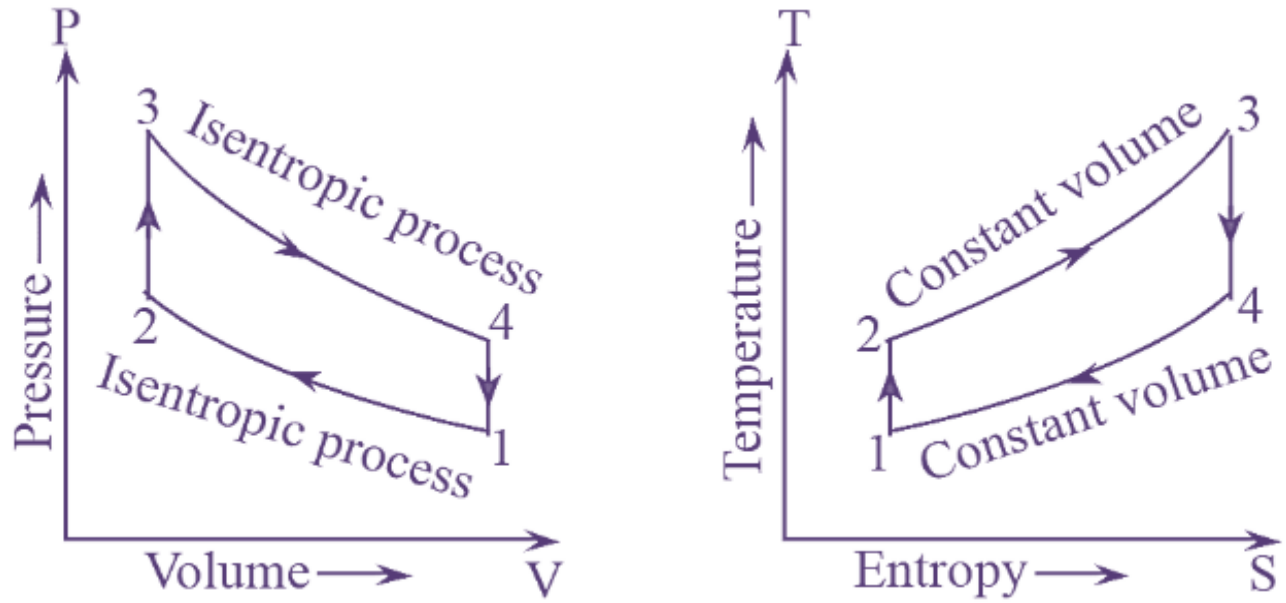 P
3
Isentropic process
4
2
Isentropic process
1
Pressure
Volume
V
T
3
Constant volume
2
4
Constant volume
1
Temperature
Entropy
S